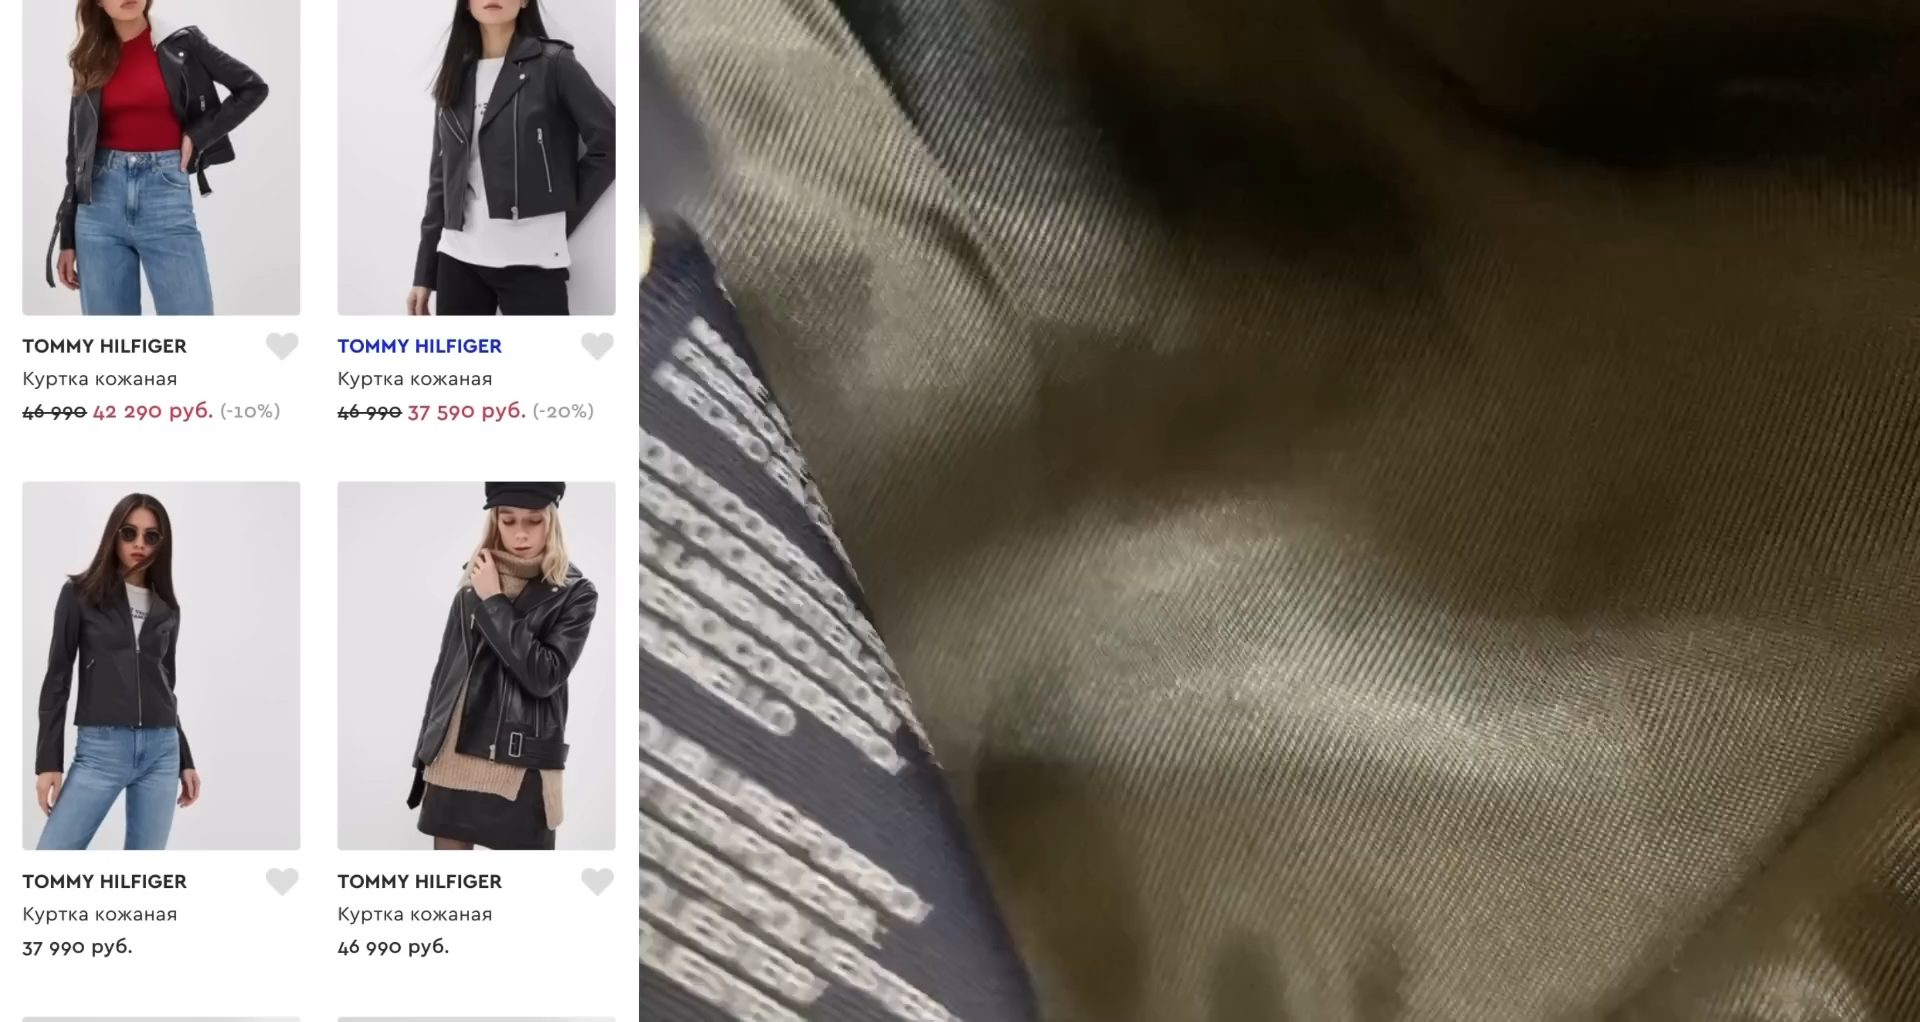 TOMMY HILFIGER
Куртка кожаная
46 990 42 290 руб. (-10%)
TOMMY HILFIGER
Куртка кожаная
46 990 37 590 руб. (-20%)
TOMMY HILFIGER
Куртка кожаная
37 990 руб.
TOMMY HILFIGER
Куртка кожаная
46 990 руб.